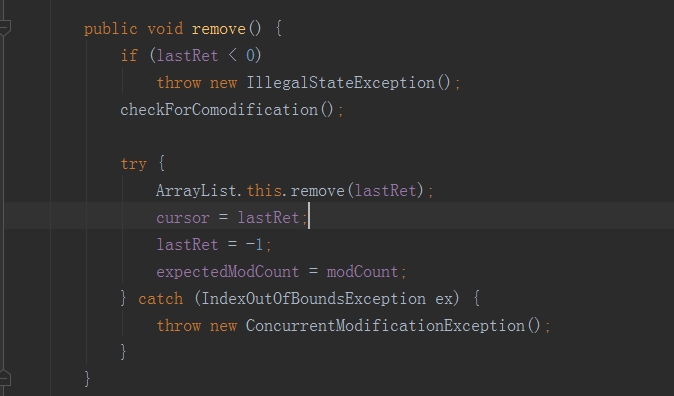 public void remove() {
if (lastRet < 0)
throw new IllegalStateException();
checkForComodification();
try {
ArrayList.this.remove(lastRet);
cursor = lastRet;
lastRet = -1;
expectedModCount = modCount;
} catch (IndexOutOfBoundsException ex) {
throw new ConcurrentModificationException();
}
}